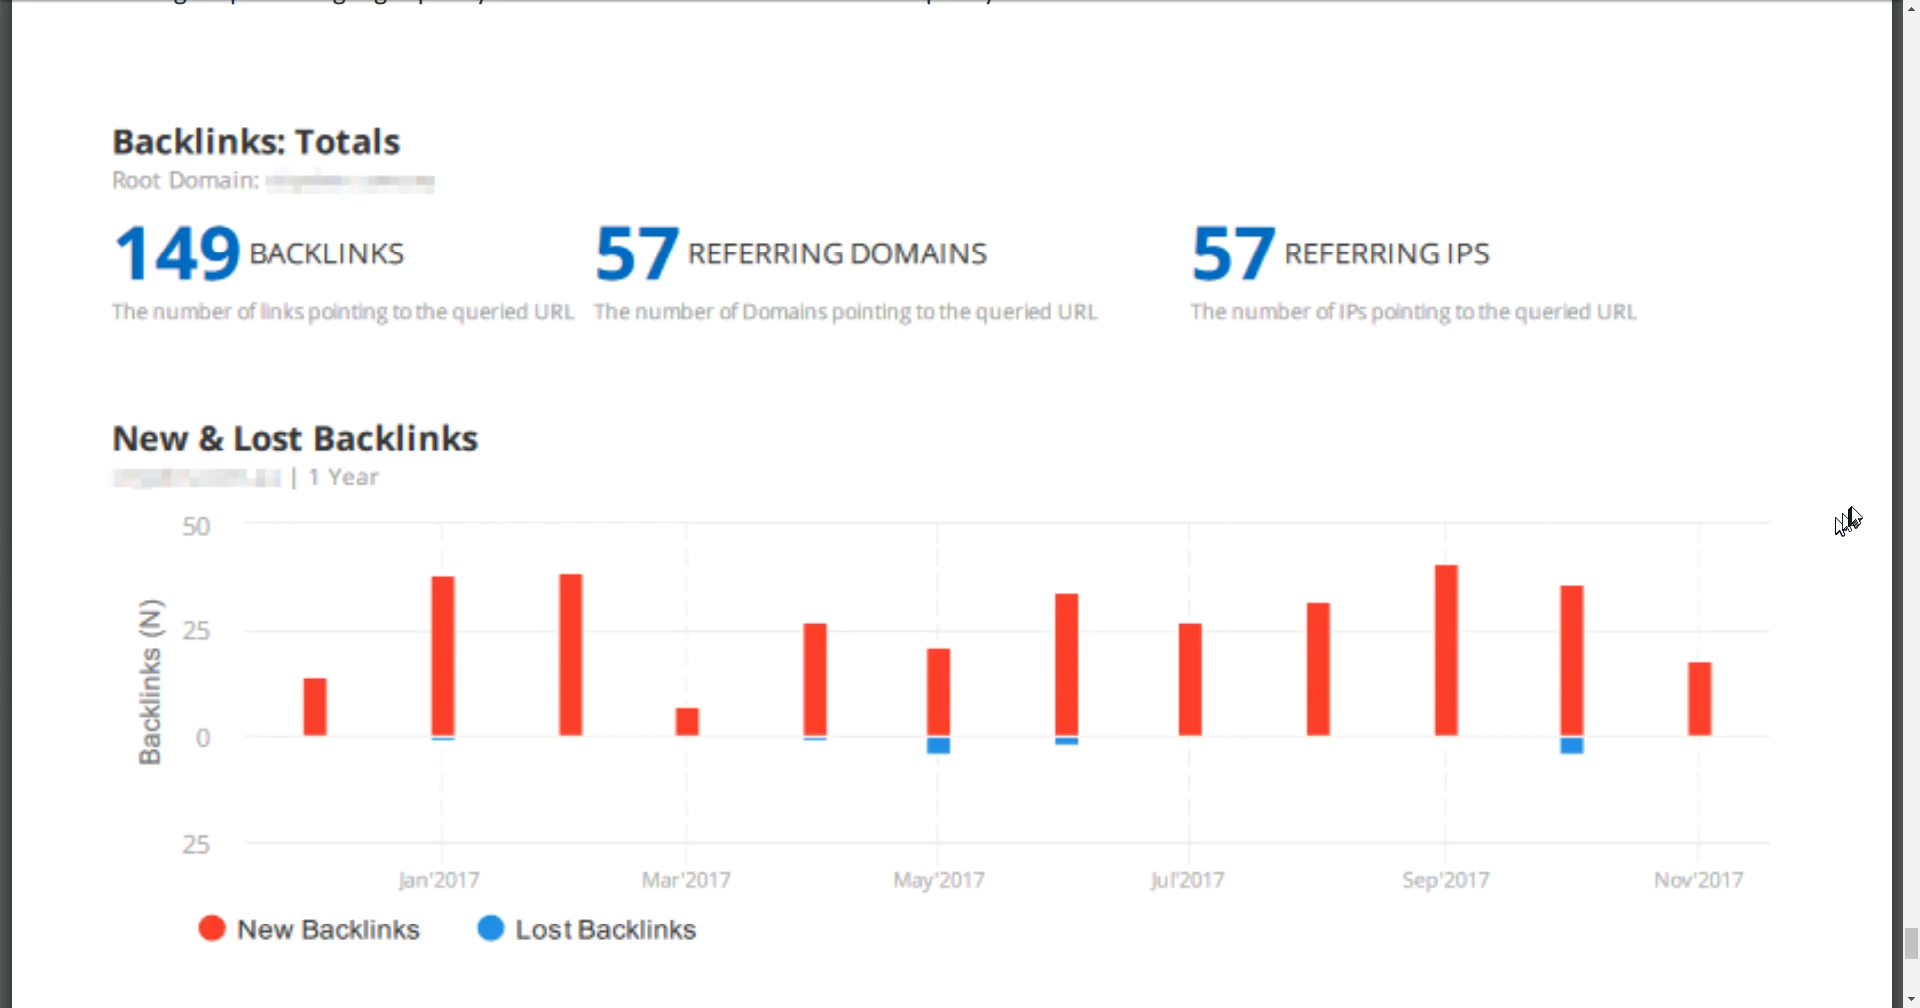 Backlinks: Totals
Root Domain:
149 BACKLINKS
The number of links pointing to the queried URL
57 REFERRING DOMAINS
The number of Domains pointing to the queried URL
57 REFERRING IPS
The number of IPs pointing to the queried URL
New & Lost Backlinks
| 1 Year
Backlinks (N)
50
25
0
25
Jan'2017
Mar'2017
May'2017
Jul'2017
Sep'2017
Nov'2017
New Backlinks
Lost Backlinks